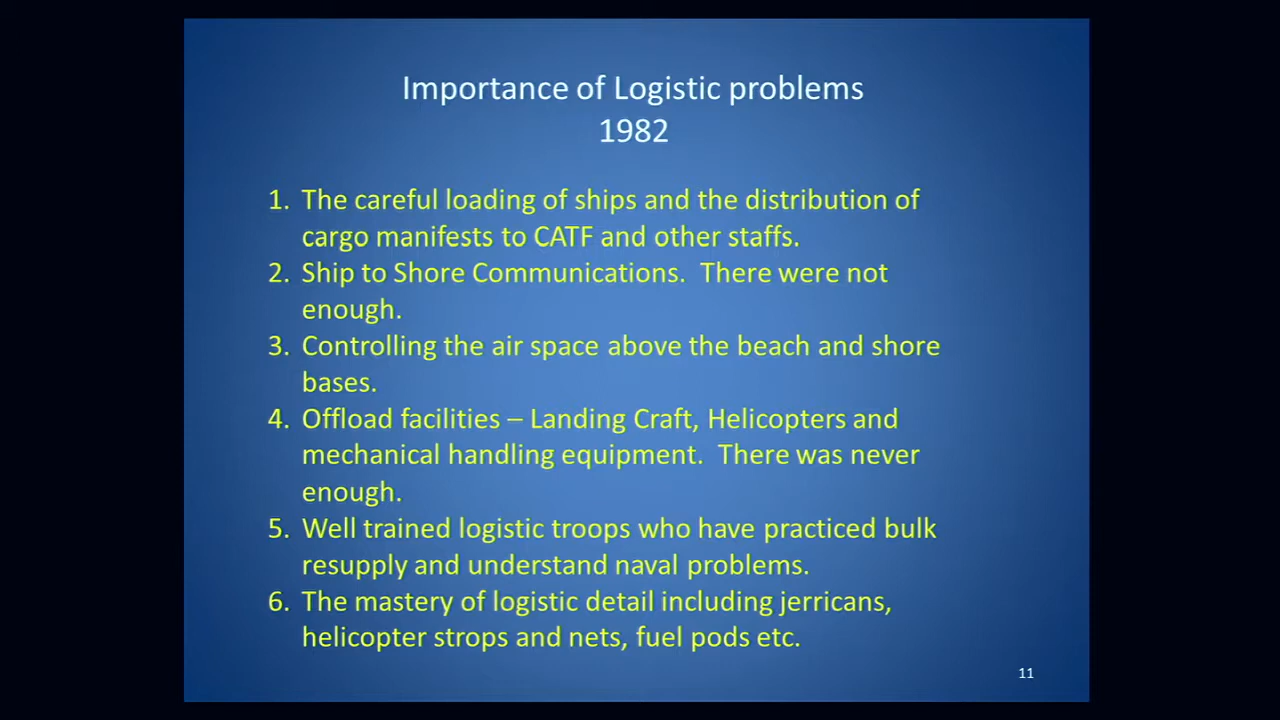 Importance of Logistic problems
1982
1. The careful loading of ships and the distribution of
cargo manifests to CATF and other staffs.
2. Ship to Shore Communications.  There were not
enough.
3. Controlling the air space above the beach and shore
bases.
4. Offload facilities – Landing Craft, Helicopters and
mechanical handling equipment.  There was never
enough.
5. Well trained logistic troops who have practiced bulk
resupply and understand naval problems.
6. The mastery of logistic detail including jerricans,
helicopter strops and nets, fuel pods etc.
11